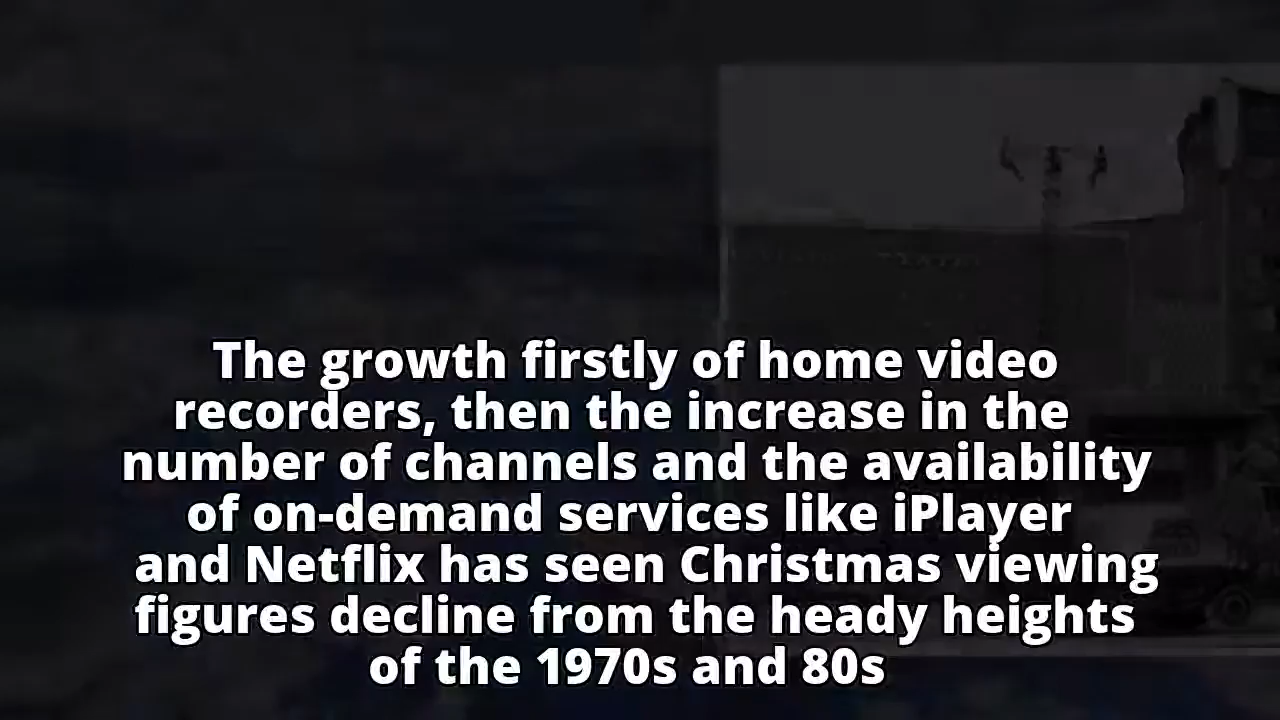 The growth firstly of home video
recorders, then the increase in the
number of channels and the availability
of on-demand services like iPlayer
and Netflix has seen Christmas viewing
figures decline from the heady heights
of the 1970s and 80s